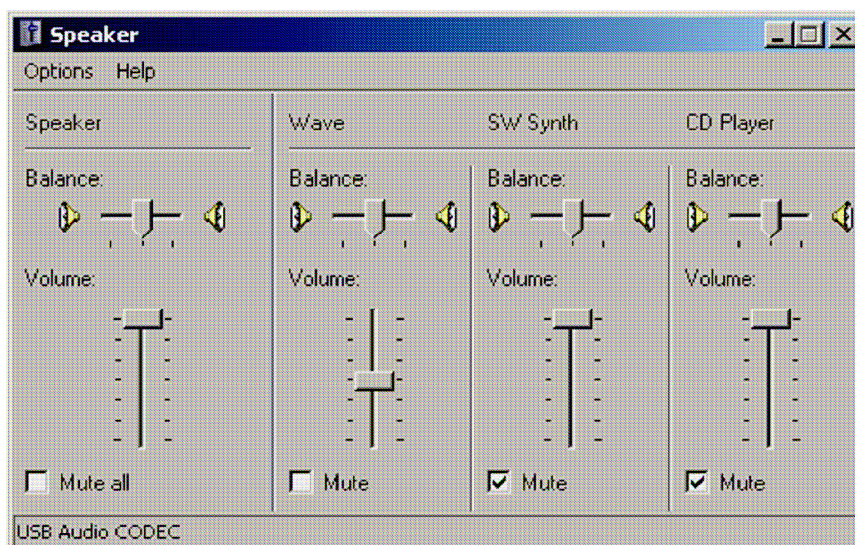 Speaker
Options Help
Speaker Wave SW Synth CD Player
Balance: Balance: Balance: Balance:
Volume: Volume: Volume: Volume:
Mute all Mute Mute Mute
USB Audio CODEC